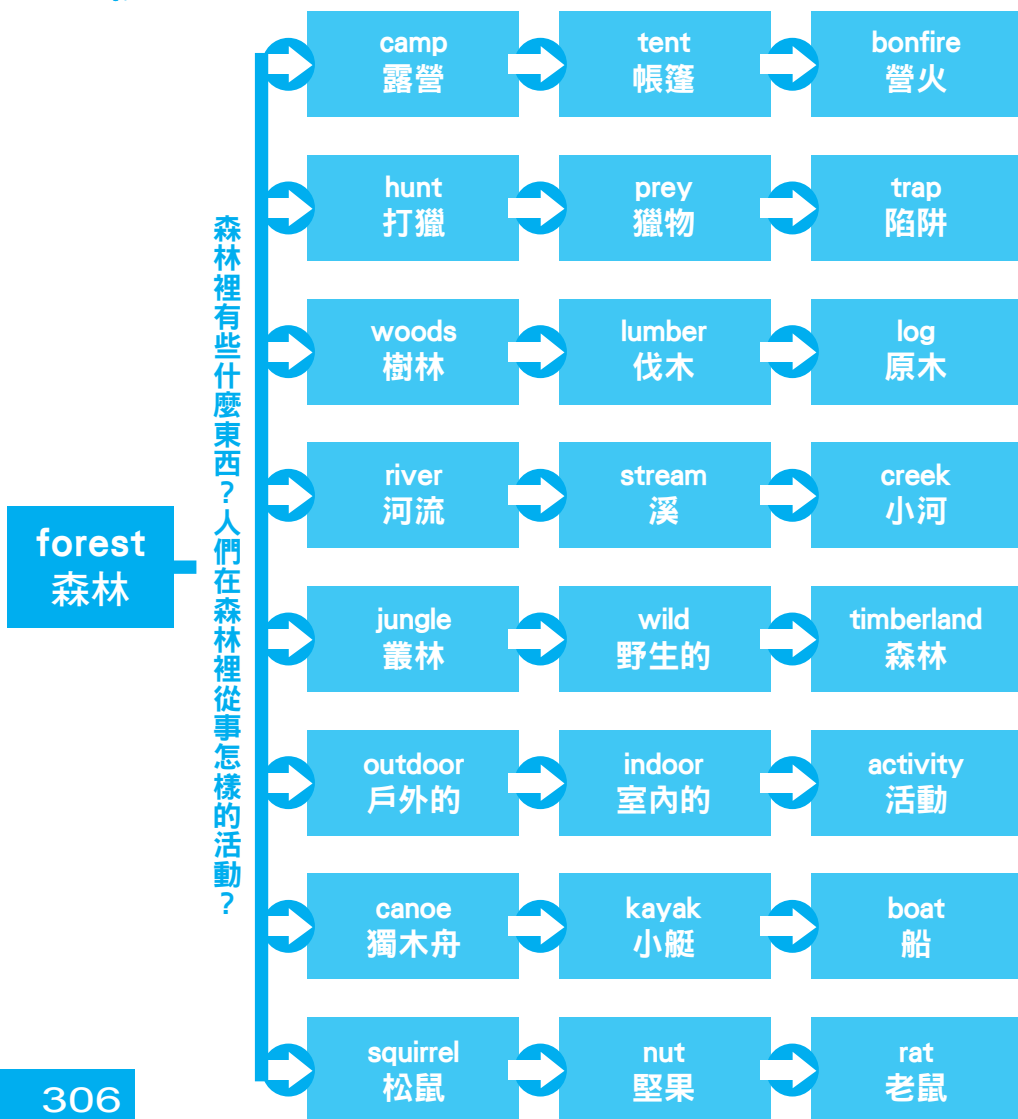 forest
森林
森林裡有些什麼東西？人們在森林裡從事怎樣的活動？
camp
露營
tent
帳篷
bonfire
營火
hunt
打獵
prey
獵物
trap
陷阱
woods
樹林
lumber
伐木
log
原木
river
河流
stream
溪
creek
小河
jungle
叢林
wild
野生的
timberland
森林
outdoor
戶外的
indoor
室內的
activity
活動
canoe
獨木舟
kayak
小艇
boat
船
squirrel
松鼠
nut
堅果
rat
老鼠
306